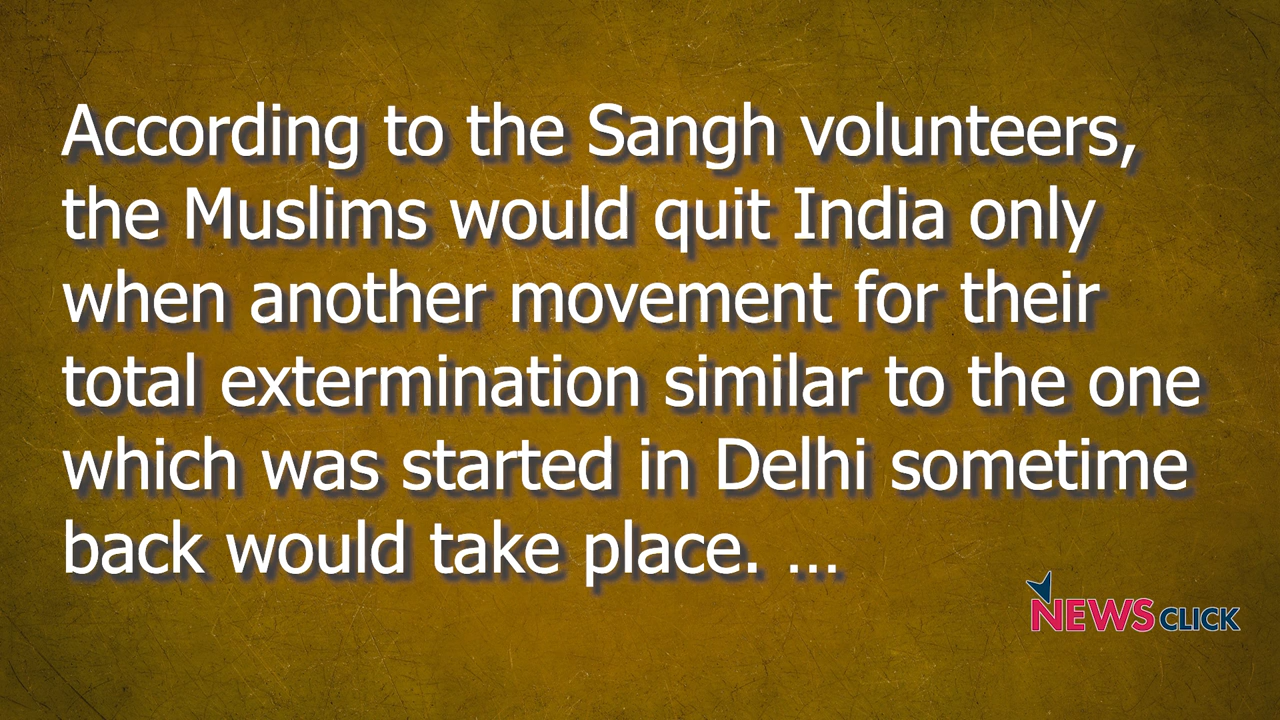 According to the Sangh volunteers,
the Muslims would quit India only
when another movement for their
total extermination similar to the one
which was started in Delhi sometime
back would take place. ...
NEWSCLICK